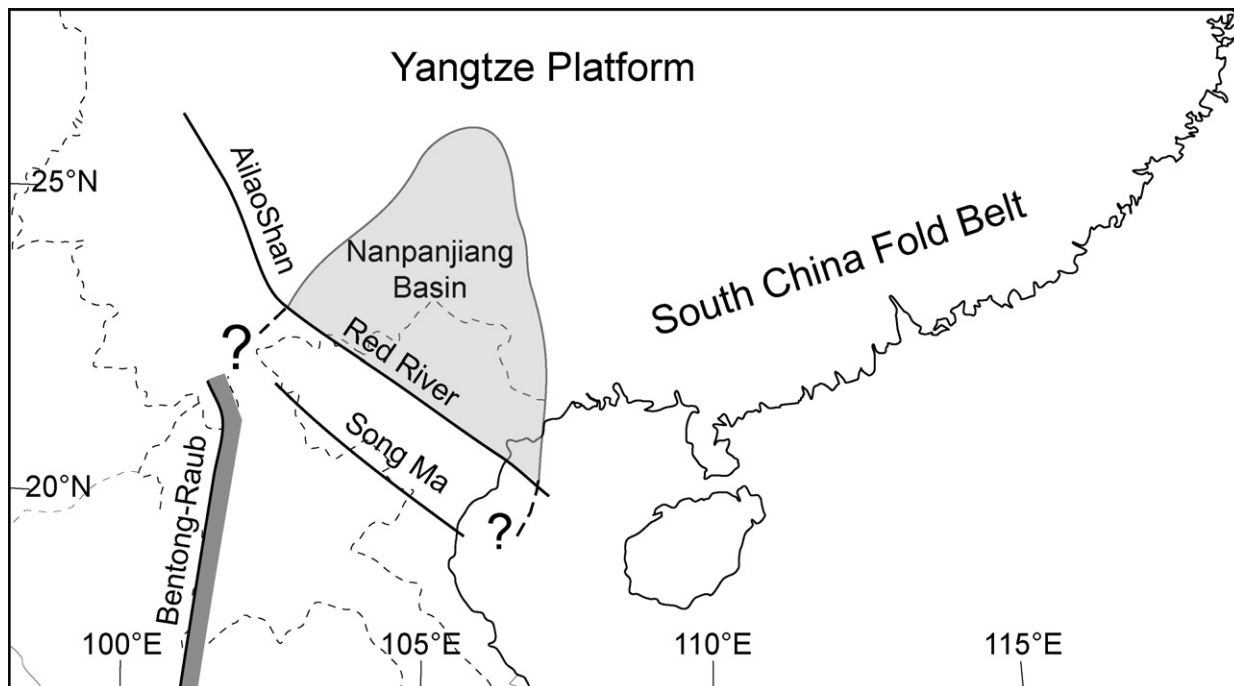 Yangtze Platform
AilaoShan
25°N
Nanpanjiang
Basin
South China Fold Belt
?
Red River
Song Ma
Bentong-Raub
20°N
?
100°E
105°E
110°E
115°E